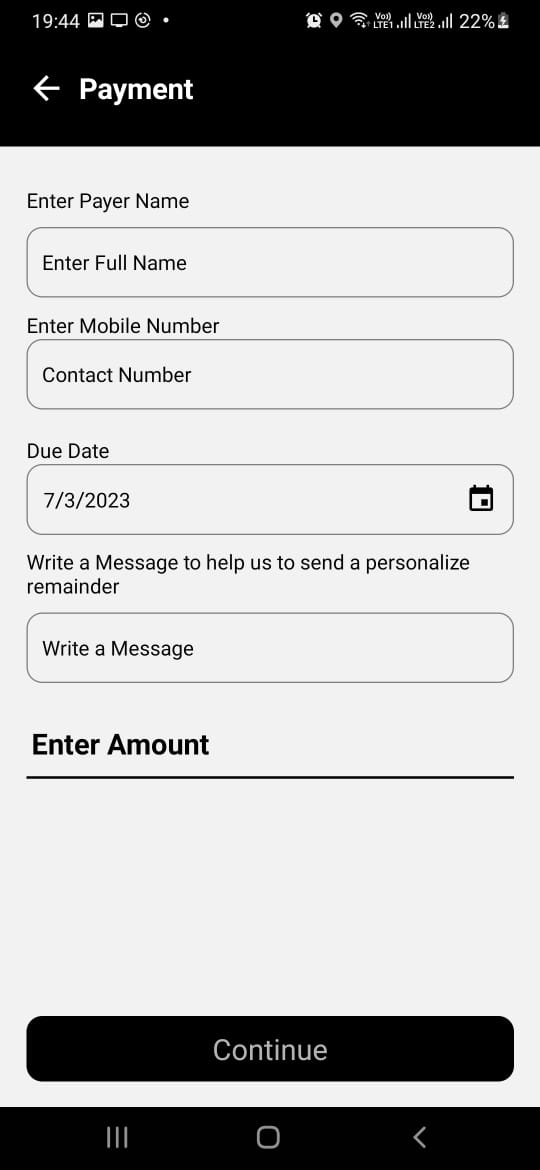 19:44 Vo) LTE1 Vo) LTE2 22%
Payment
Enter Payer Name
Enter Full Name
Enter Mobile Number
Contact Number
Due Date
7/3/2023
Write a Message to help us to send a personalize
remainder
Write a Message
Enter Amount
Continue